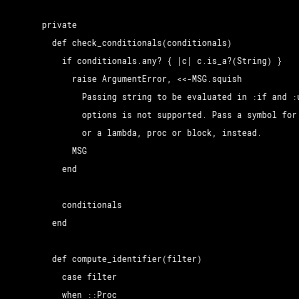 private
def check_conditionals(conditionals)
if conditionals.any? { |c| c.is_a?(String) }
raise ArgumentError, <<-MSG.squish
Passing string to be evaluated in :if and :u
options is not supported. Pass a symbol for
or a lambda, proc or block, instead.
MSG
end
conditionals
end
def compute_identifier(filter)
case filter
when ::Proc